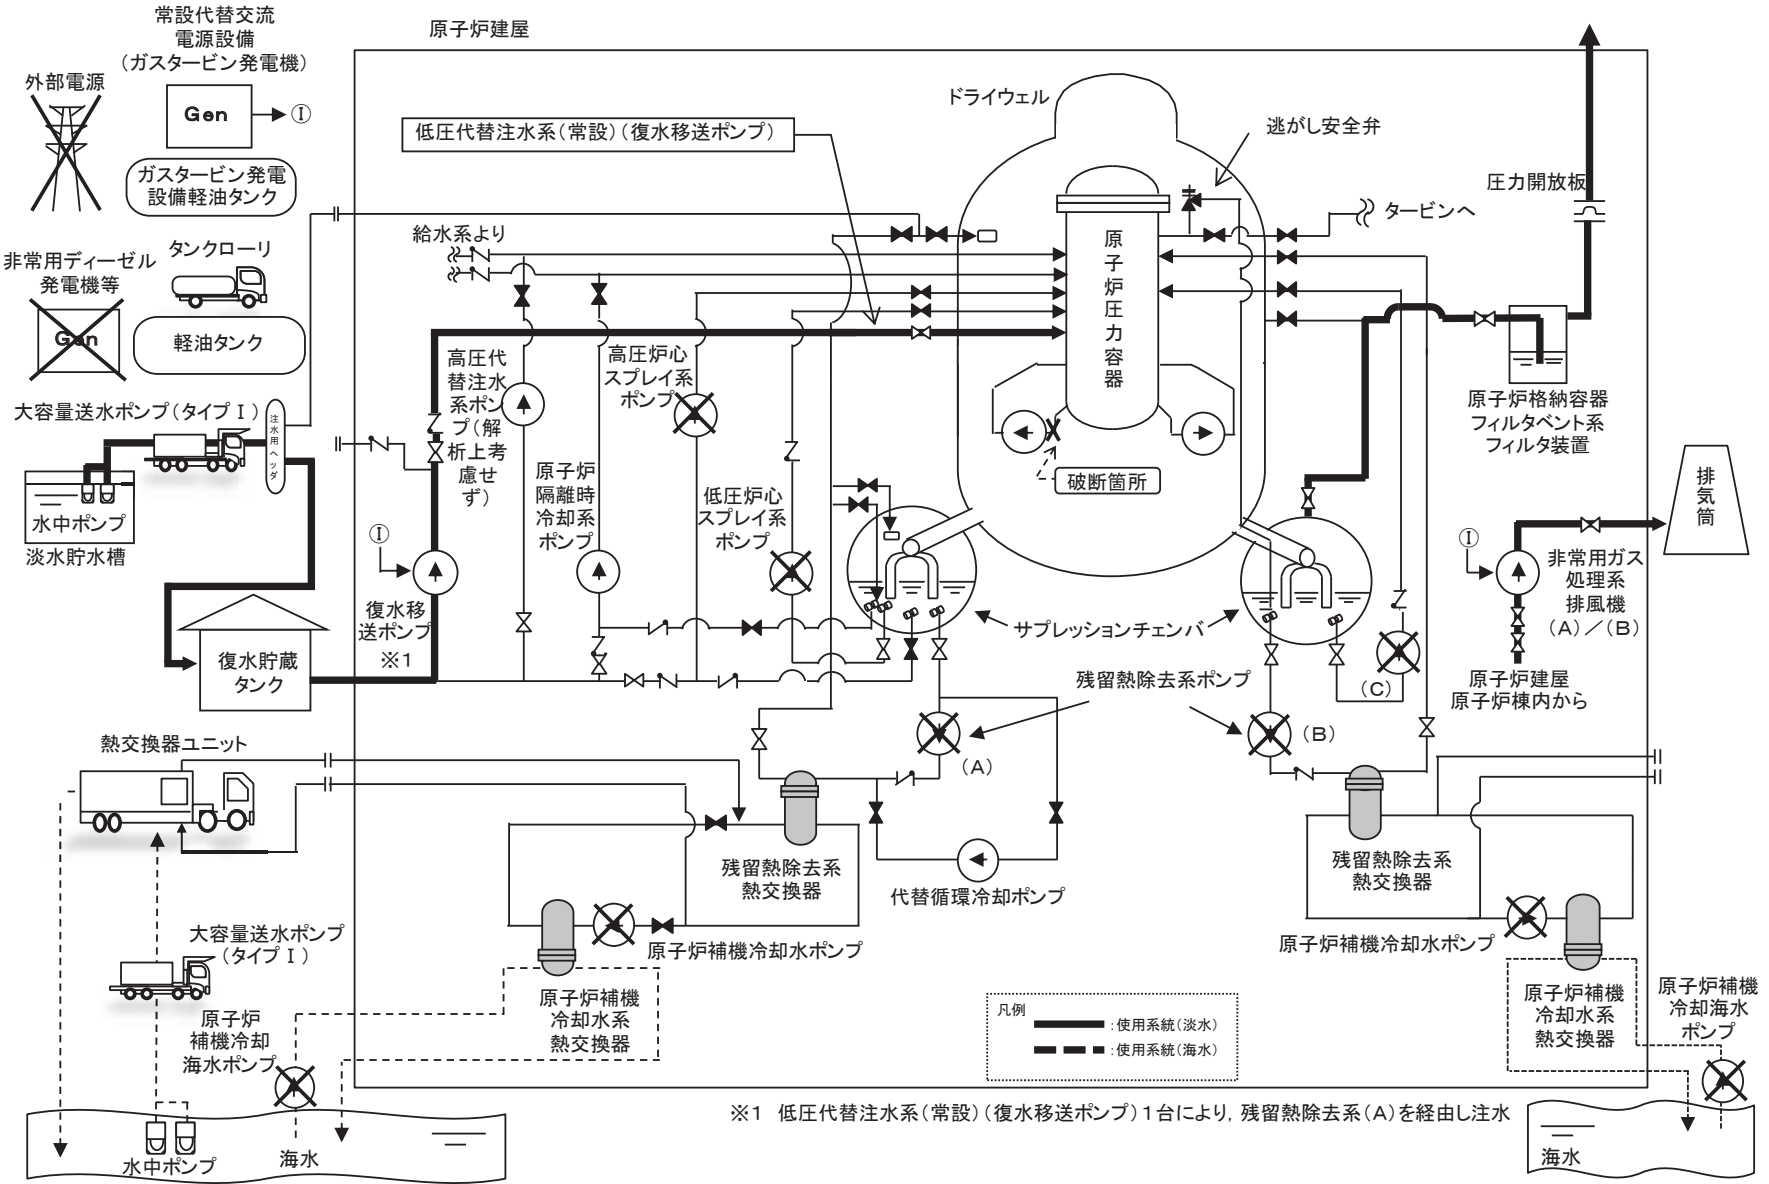 常設代替交流
電源設備
(ガスタービン発電機)
外部電源
Gen
Ⓘ
ガスタービン発電
設備軽油タンク
原子炉建屋
低圧代替注水系(常設)(復水移送ポンプ)
ドライウェル
逃がし安全弁
圧力開放板
タービンへ
給水系より
非常用ディーゼル
発電機等
Gen
タンクローリ
軽油タンク
原子炉圧力容器
高圧代
替注水
系ポン
プ(解
析上考
慮せ
ず)
高圧炉心
スプレイ系
ポンプ
大容量送水ポンプ(タイプⅠ)
注水用ヘッダ
水中ポンプ
淡水貯水槽
原子炉
隔離時
冷却系
ポンプ
低圧炉心
スプレイ系
ポンプ
破断箇所
原子炉格納容器
フィルタベント系
フィルタ装置
排気筒
Ⓘ
復水移
送ポンプ
※1
復水貯蔵
タンク
サプレッションチェンバ
Ⓘ
非常用ガス
処理系
排風機
(A)/(B)
原子炉建屋
原子炉棟内から
残留熱除去系ポンプ
(A)
(B)
(C)
熱交換器ユニット
残留熱除去系
熱交換器
代替循環冷却ポンプ
残留熱除去系
熱交換器
大容量送水ポンプ
(タイプⅠ)
原子炉補機冷却水ポンプ
原子炉補機冷却水ポンプ
原子炉
補機冷却
海水ポンプ
原子炉補機
冷却水系
熱交換器
凡例
:使用系統(淡水)
:使用系統(海水)
原子炉補機
冷却水系
熱交換器
原子炉補機
冷却海水
ポンプ
※1 低圧代替注水系(常設)(復水移送ポンプ)1台により,残留熱除去系(A)を経由し注水
水中ポンプ
海水
海水